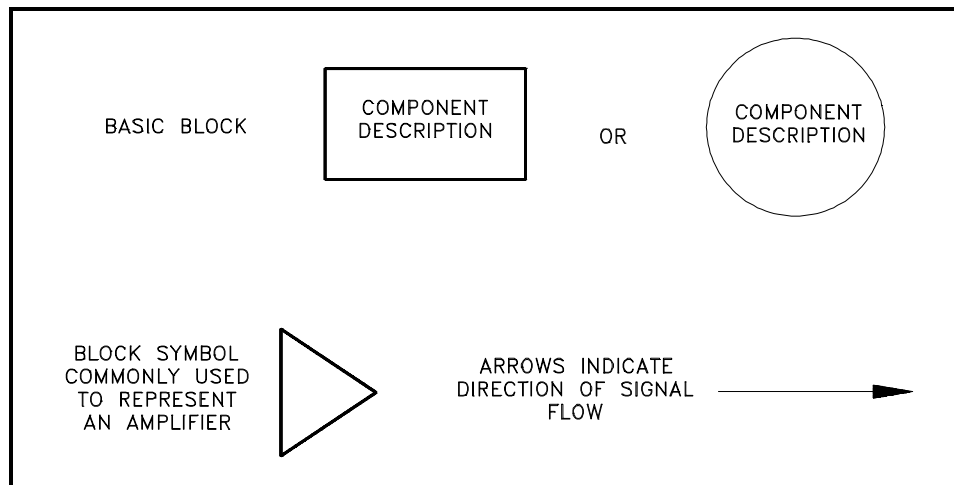 BASIC BLOCK
COMPONENT
DESCRIPTION
OR
COMPONENT
DESCRIPTION
BLOCK SYMBOL
COMMONLY USED
TO REPRESENT
AN AMPLIFIER
ARROWS INDICATE
DIRECTION OF SIGNAL
FLOW